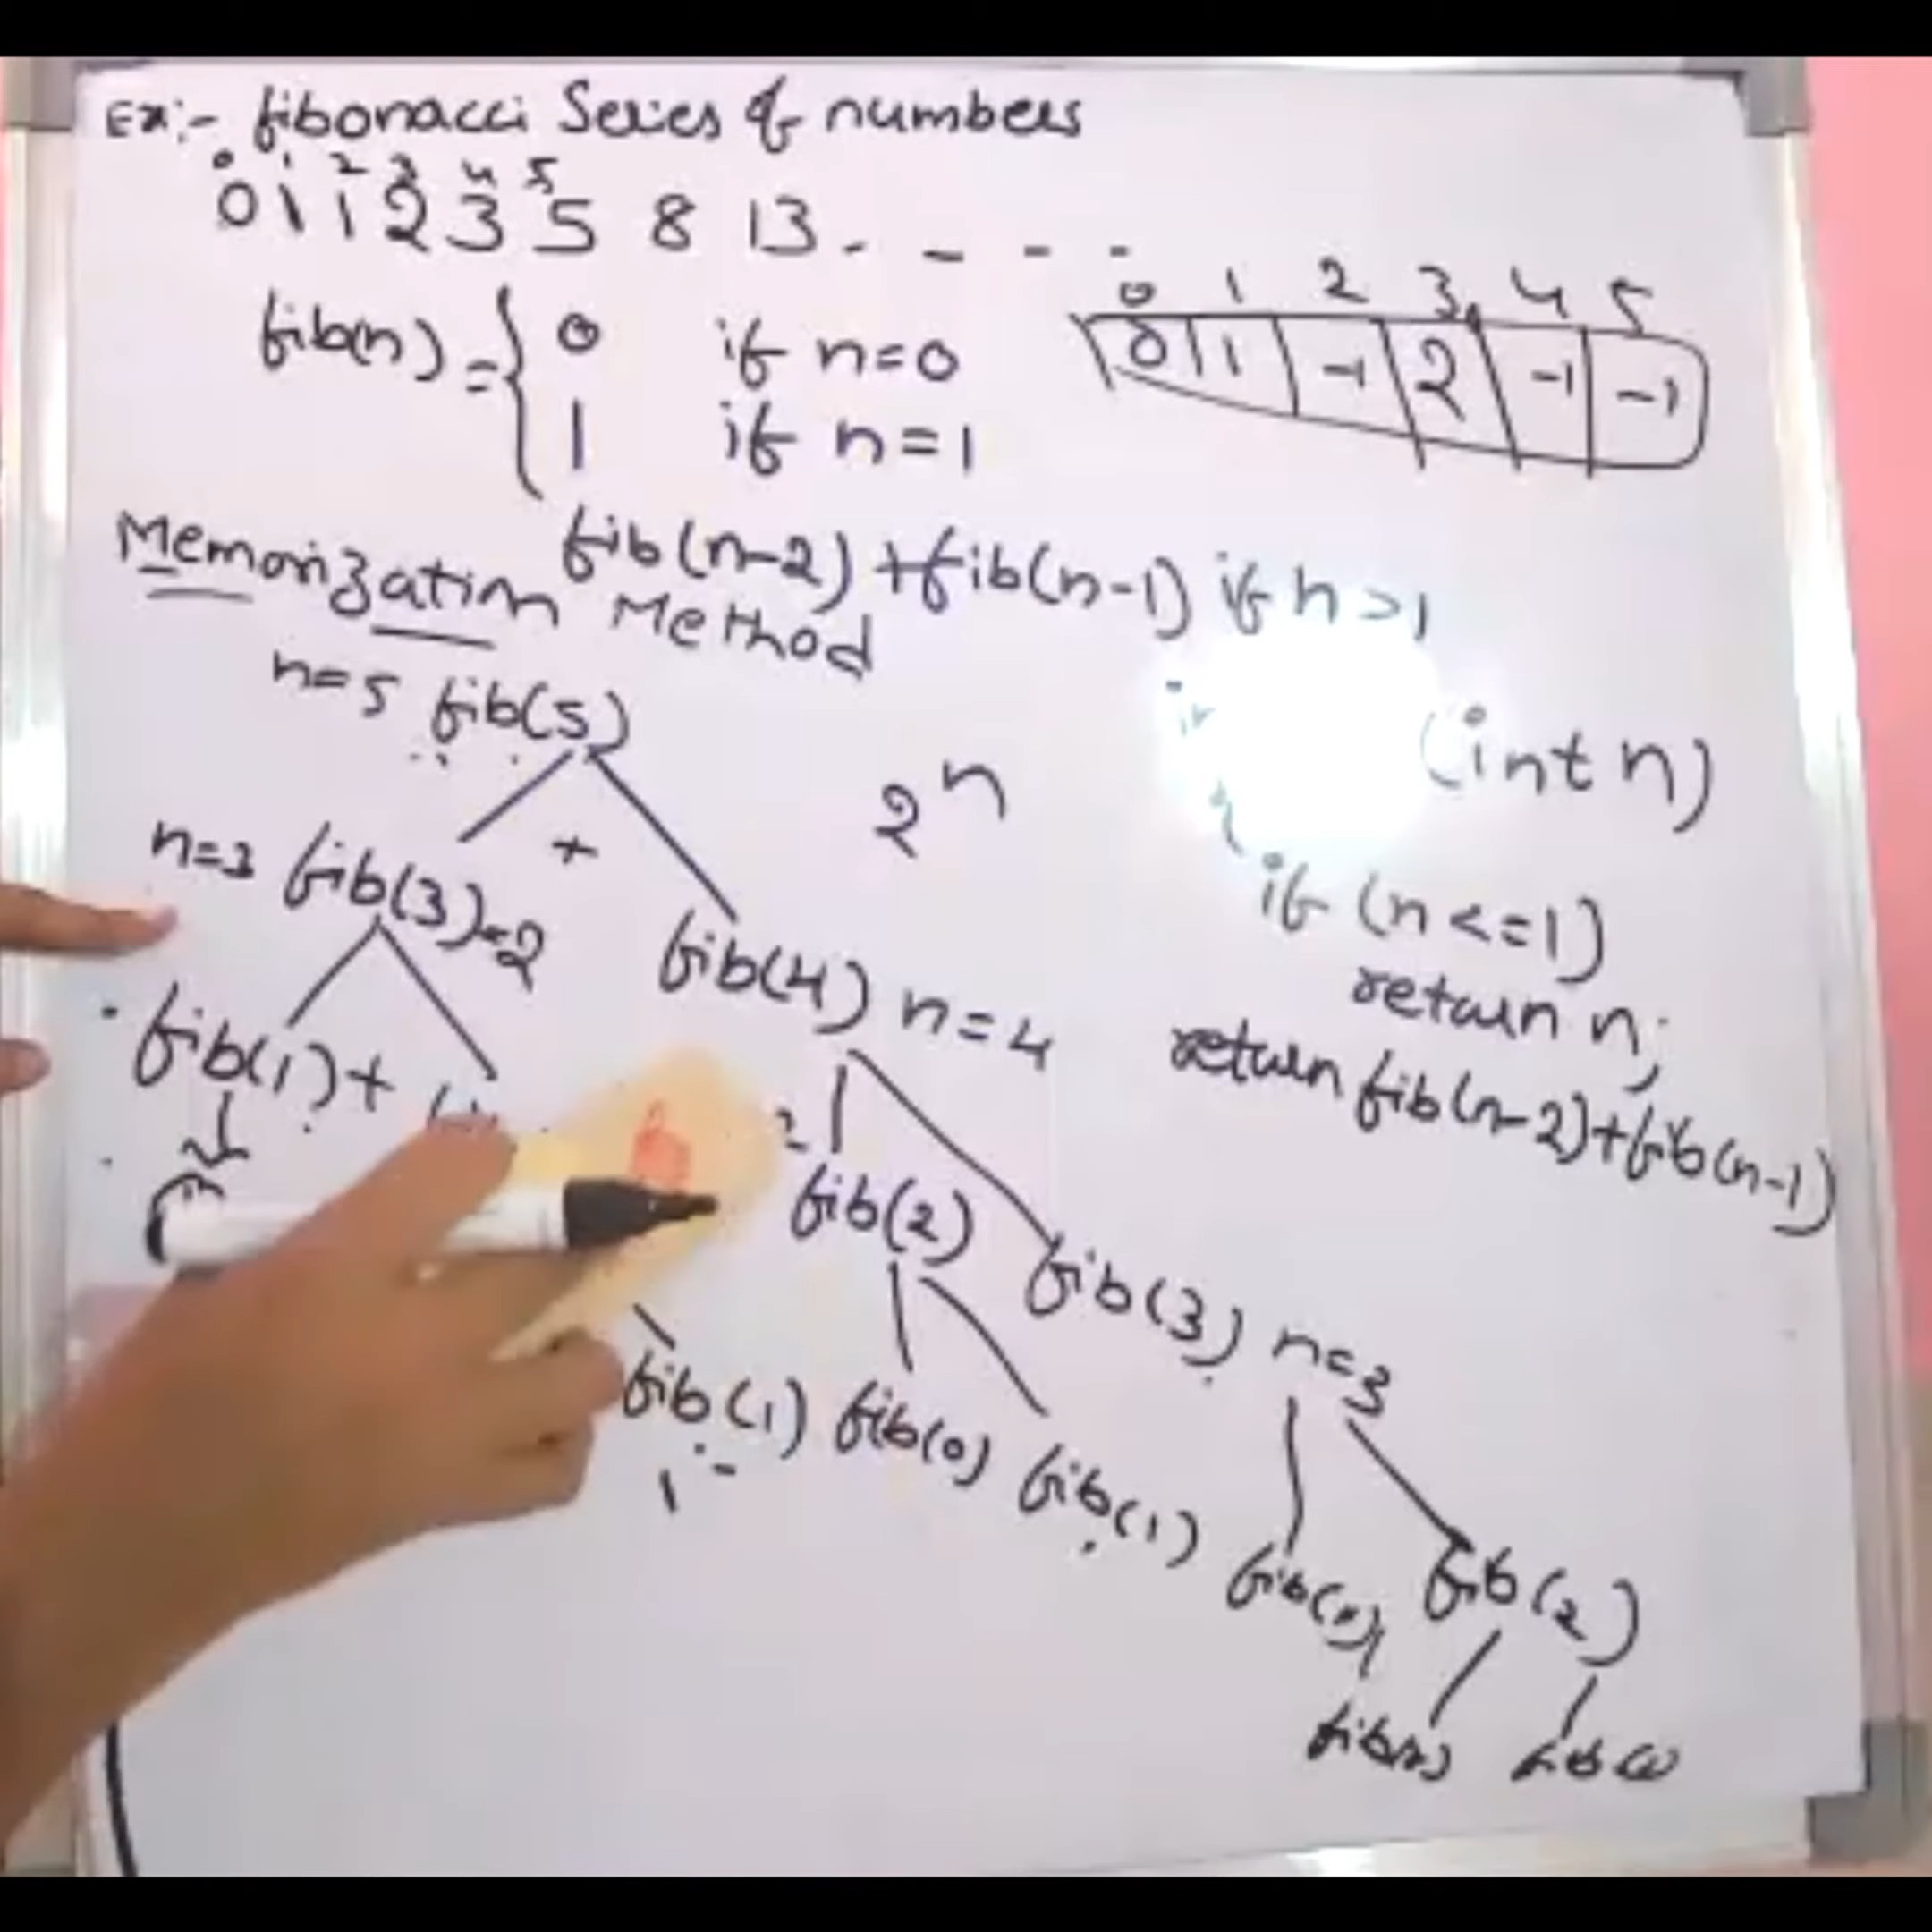 Ex:- fibonacci Series of numbers
0 1 2 3 4 5
0 1 1 2 3 5 8 13 - - - -
0 1 2 3 4 5
0 1 -1 2 -1 -1
fib(n) = { 0 if n=0
1 if n=1
fib(n-2)+fib(n-1) if n>1
Memorization Method
n=5 fib(5)
2^n
(int n)
n=3 fib(3)=2
+
if (n<=1)
fib(4) n=4
return n;
fib(1)+
return fib(n-2)+fib(n-1)
fib(2)
fib(3) n=3
fib(1) fib(0) fib(1)
1
fib(2)